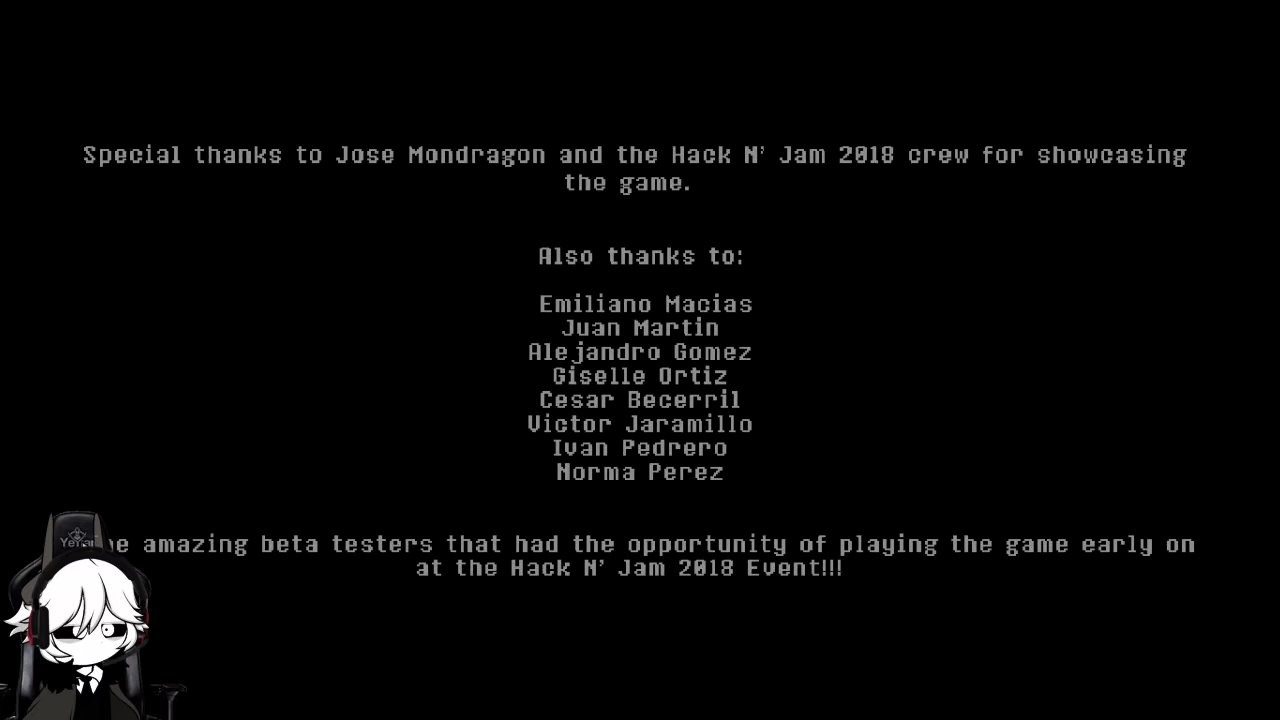 Special thanks to Jose Mondragon and the Hack N' Jam 2018 crew for showcasing
the game.
Also thanks to:
Emiliano Macias
Juan Martin
Alejandro Gomez
Giselle Ortiz
Cesar Becerril
Victor Jaramillo
Ivan Pedrero
Norma Perez
amazing beta testers that had the opportunity of playing the game early on
at the Hack N' Jam 2018 Event!!!